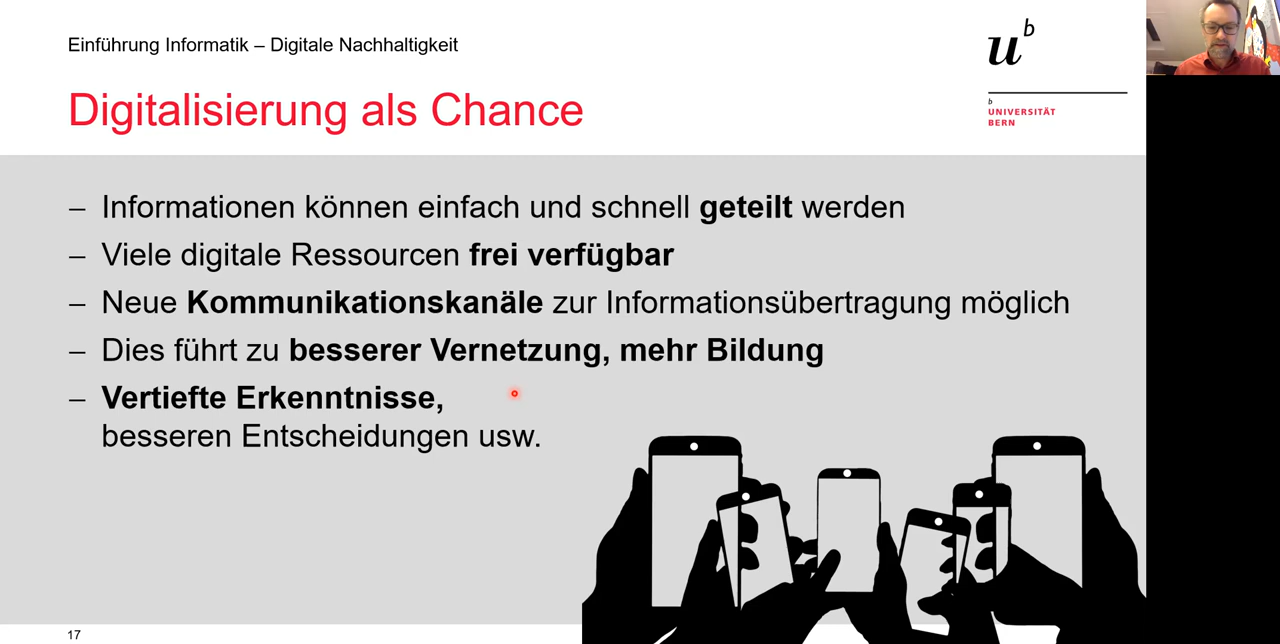 Einführung Informatik – Digitale Nachhaltigkeit
u b
b
UNIVERSITÄT
BERN
Digitalisierung als Chance
– Informationen können einfach und schnell geteilt werden
– Viele digitale Ressourcen frei verfügbar
– Neue Kommunikationskanäle zur Informationsübertragung möglich
– Dies führt zu besserer Vernetzung, mehr Bildung
– Vertiefte Erkenntnisse,
besseren Entscheidungen usw.
17